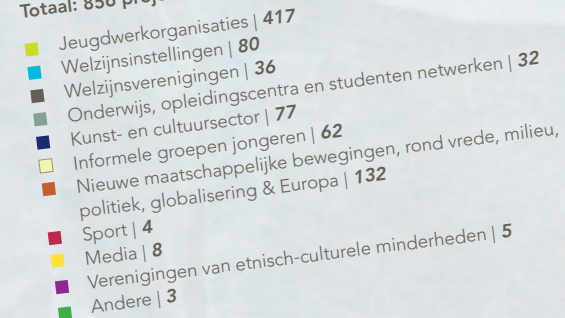 Totaal: 856
Jeugdwerkorganisaties | 417
Welzijnsinstellingen | 80
Welzijnsverenigingen | 36
Onderwijs, opleidingscentra en studenten netwerken | 32
Kunst- en cultuursector | 77
Informele groepen jongeren | 62
Nieuwe maatschappelijke bewegingen, rond vrede, milieu,
politiek, globalisering & Europa | 132
Sport | 4
Media | 8
Verenigingen van etnisch-culturele minderheden | 5
Andere | 3